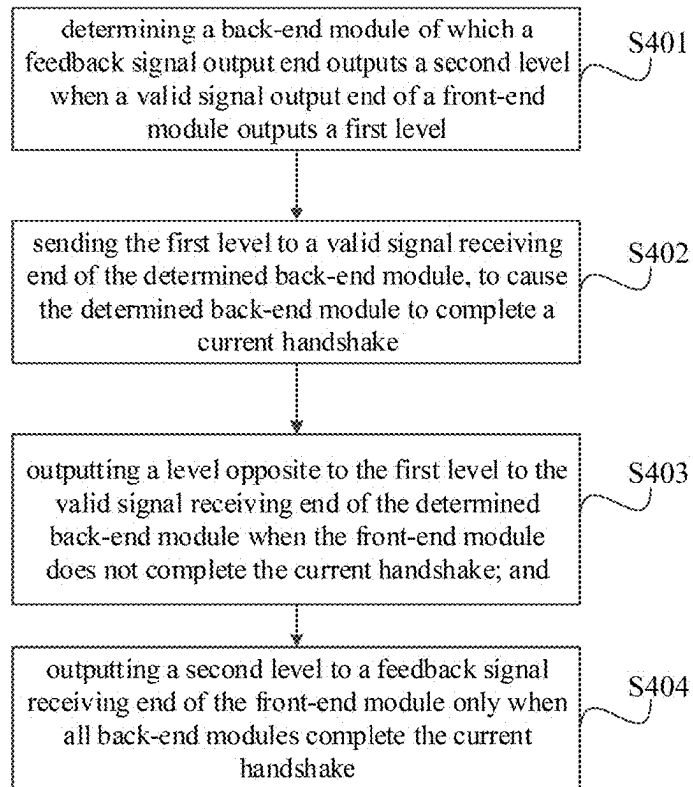 determining a back-end module of which a
feedback signal output end outputs a second level
when a valid signal output end of a front-end
module outputs a first level
S401
sending the first level to a valid signal receiving
end of the determined back-end module, to cause
the determined back-end module to complete a
current handshake
S402
outputting a level opposite to the first level to the
valid signal receiving end of the determined
back-end module when the front-end module
does not complete the current handshake; and
S403
outputting a second level to a feedback signal
receiving end of the front-end module only when
all back-end modules complete the current
handshake
S404